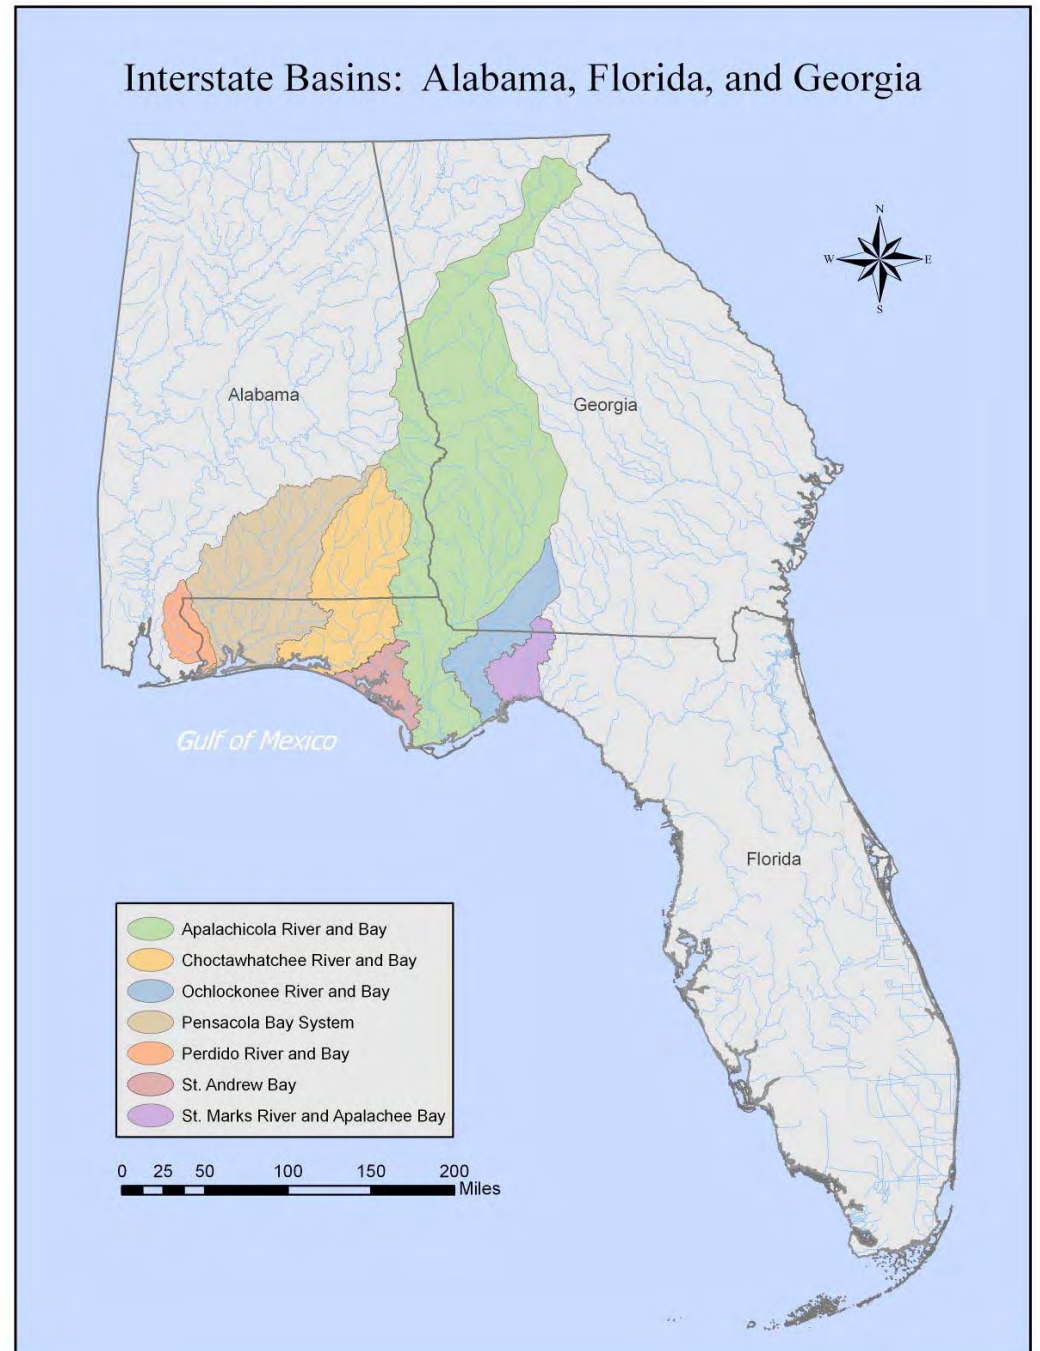 Interstate Basins: Alabama, Florida, and Georgia
N
W
E
S
Alabama
Georgia
Gulf of Mexico
Florida
Apalachicola River and Bay
Choctawhatchee River and Bay
Ochlockonee River and Bay
Pensacola Bay System
Perdido River and Bay
St. Andrew Bay
St. Marks River and Apalachee Bay
0 25 50 100 150 200
Miles